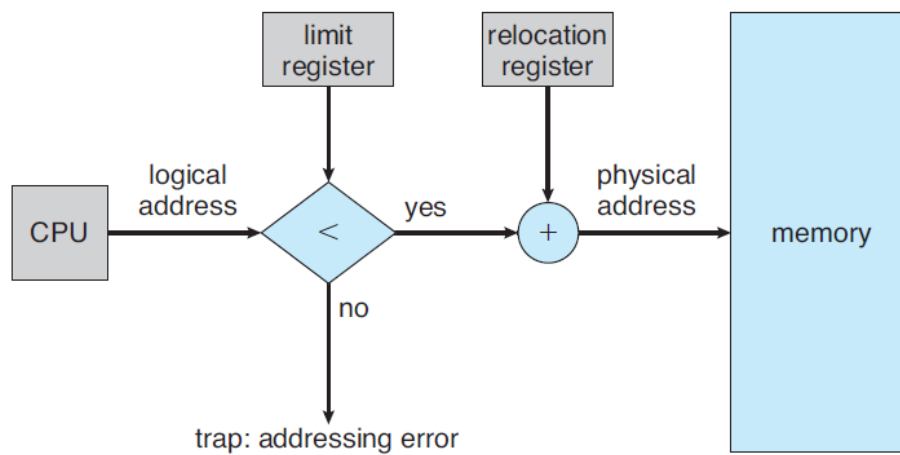 limit
register
relocation
register
logical
address
physical
address
CPU
<
yes
+
memory
no
trap: addressing error